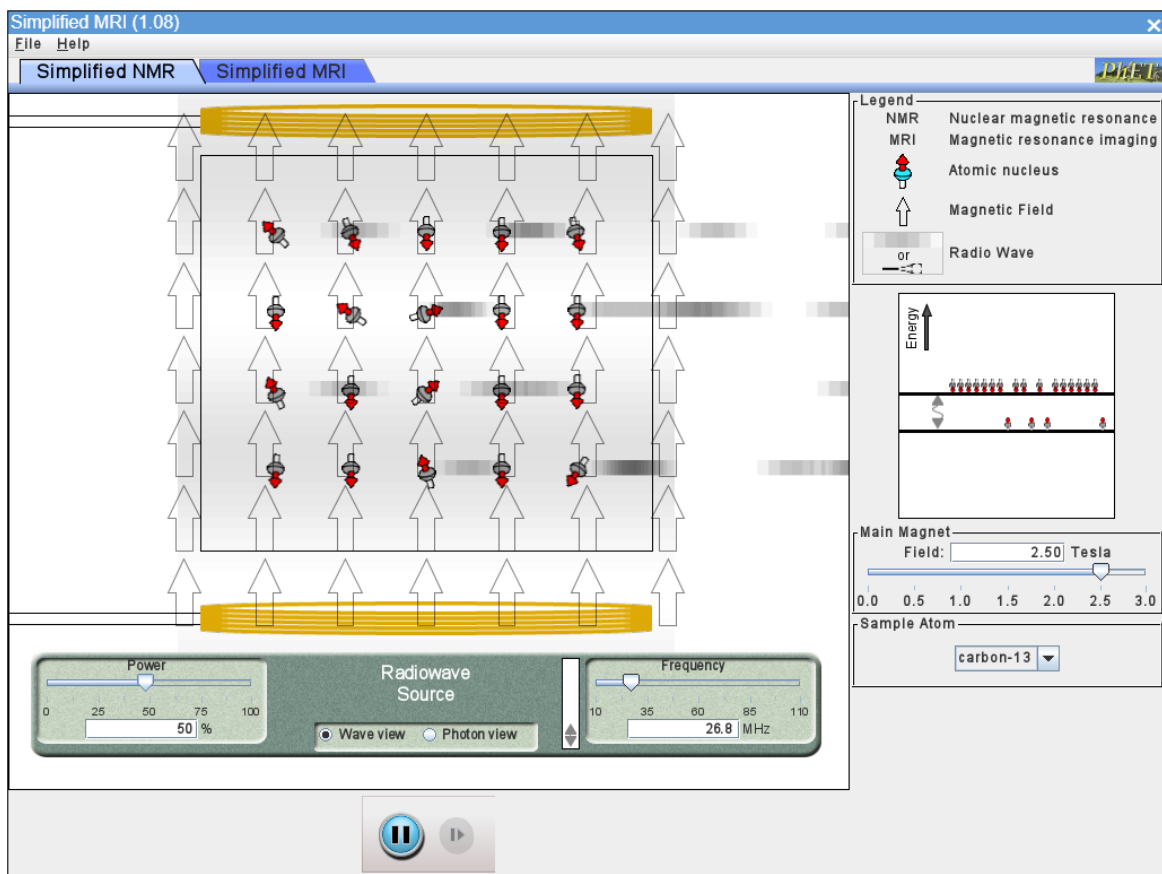 Simplified MRI (1.08)
File Help
Simplified NMR Simplified MRI
PhET
Legend
NMR Nuclear magnetic resonance
MRI Magnetic resonance imaging
Atomic nucleus
Magnetic Field
or
Radio Wave
Energy
Main Magnet
Field: 2.50 Tesla
0.0 0.5 1.0 1.5 2.0 2.5 3.0
Sample Atom
carbon-13
Power
0 25 50 75 100
50 %
Radiowave
Source
Wave view Photon view
Frequency
10 35 60 85 110
26.8 MHz